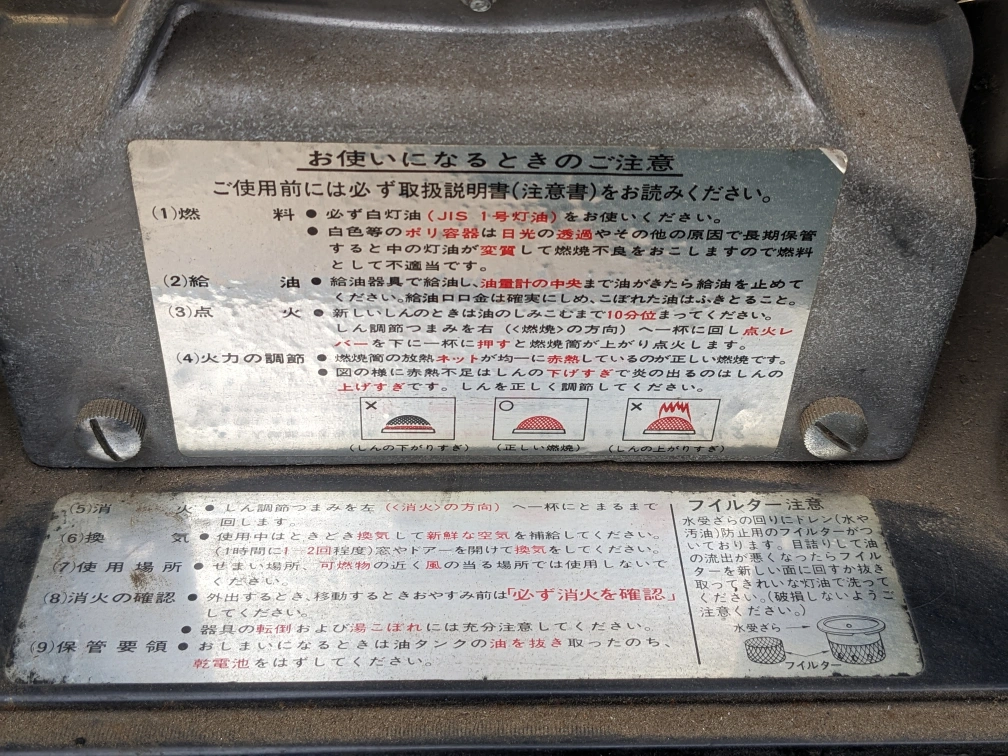 お使いになるときのご注意
ご使用前には必ず取扱説明書(注意書)をお読みください。
(1)燃料 ● 必ず白灯油(JIS 1号灯油)をお使いください。
● 白色等のポリ容器は日光の透過やその他の原因で長期保管
すると中の灯油が変質して燃焼不良をおこしますので燃料
として不適当です。
(2)給油 ● 給油器具で給油し、油量計の中央まで油がきたら給油を止めて
ください。給油口口金は確実にしめ、こぼれた油はふきとること。
(3)点火 ● 新しいしんのときは油のしみこむまで10分位まってください。
しん調節つまみを右(<燃焼>の方向)へ一杯に回し点火レ
バーを下に一杯に押すと燃焼筒が上がり点火します。
(4)火力の調節 ● 燃焼筒の放熱ネットが均一に赤熱しているのが正しい燃焼です。
● 図の様に赤熱不足はしんの下げすぎで炎の出るのはしんの
上げすぎです。しんを正しく調節してください。
× ○ ×
(しんの下がりすぎ) (正しい燃焼) (しんの上がりすぎ)
(5)消火 ● しん調節つまみを左(<消火>の方向)へ一杯にとまるまで
回します。
(6)換気 ● 使用中はときどき換気して新鮮な空気を補給してください。
(1時間に1~2回程度)窓やドアーを開けて換気をしてください。
(7)使用場所 ● せまい場所、可燃物の近く風の当る場所では使用しないで
ください。
(8)消火の確認 ● 外出するとき、移動するときおやすみ前は「必ず消火を確認」
してください。
● 器具の転倒および湯こぼれには充分注意してください。
(9)保管要領 ● おしまいになるときは油タンクの油を抜き取ったのち、
乾電池をはずしてください。
フイルター注意
水受ざらの回りにドレン(水や
汚油)防止用のフイルターがつ
いております。目詰りして油
の流出が悪くなったらフイル
ターを新しい面に回すか抜き
取ってきれいな灯油で洗って
ください。(破損しないようご
注意ください。)
水受ざら
フイルター